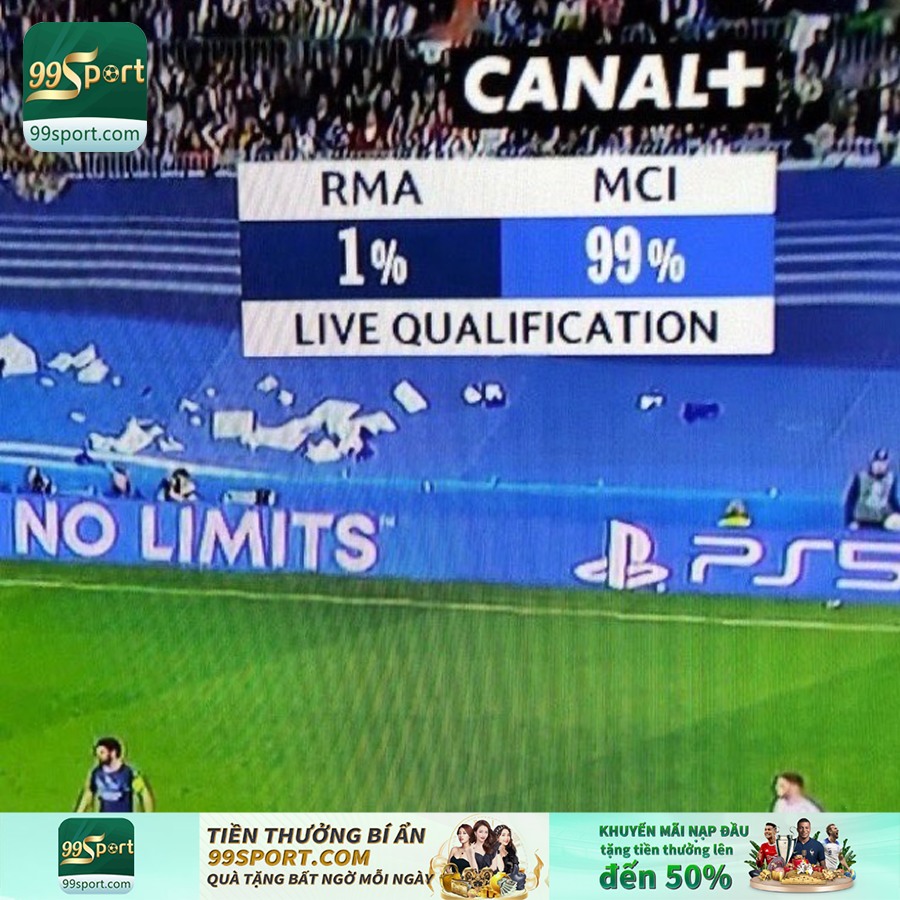 99Sport
99sport.com
CANAL+
RMA MCI
1% 99%
LIVE QUALIFICATION
NO LIMITS™
PS5
99Sport
99sport.com
TIỀN THƯỞNG BÍ ẨN
99SPORT.COM
QUÀ TẶNG BẤT NGỜ MỖI NGÀY
KHUYẾN MÃI NẠP ĐẦU
tặng tiền thưởng lên
đến 50%